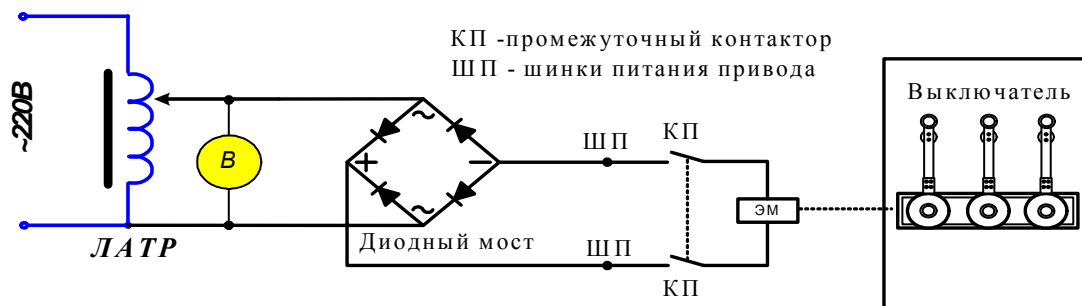 КП -промежуточный контактор
ШП - шинки питания привода
~220В
В
~
+
-
~
Диодный мост
ЛАТР
ШП
КП
ШП
КП
ЭМ
Выключатель